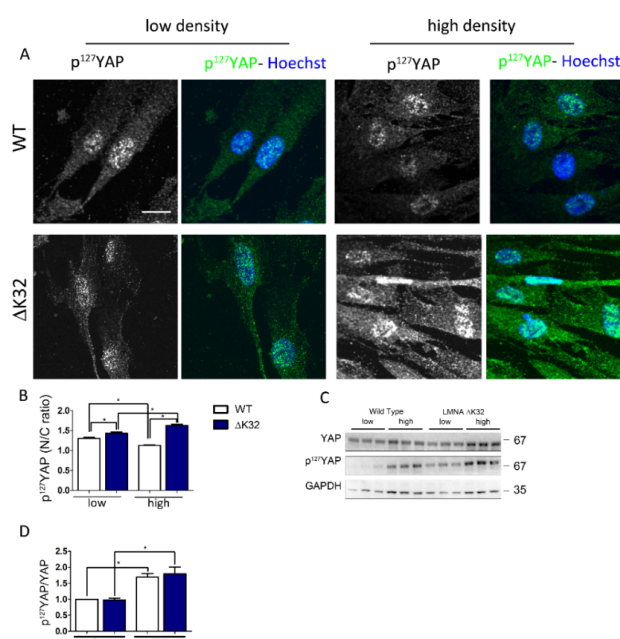 low density
high density
A
p¹²⁷YAP
p¹²⁷YAP- Hoechst
p¹²⁷YAP
p¹²⁷YAP- Hoechst
WT
ΔK32
B
p¹²⁷YAP (N/C ratio)
2.0
1.5
1.0
0.5
0.0
*
*
*
*
low
high
WT
ΔK32
C
Wild Type
LMNA ΔK32
low
high
low
high
YAP
67
p¹²⁷YAP
67
GAPDH
35
D
p¹²⁷YAP/YAP
2.5
2.0
1.5
1.0
0.5
0.0
*
*